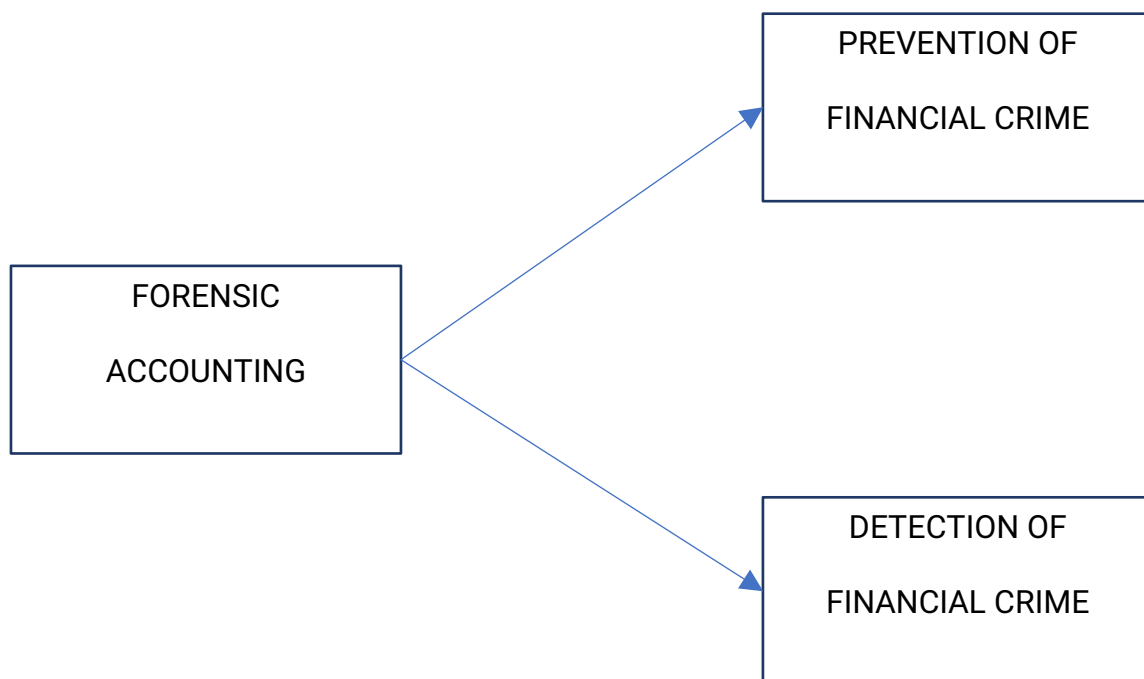 PREVENTION OF
FINANCIAL CRIME
FORENSIC
ACCOUNTING
DETECTION OF
FINANCIAL CRIME